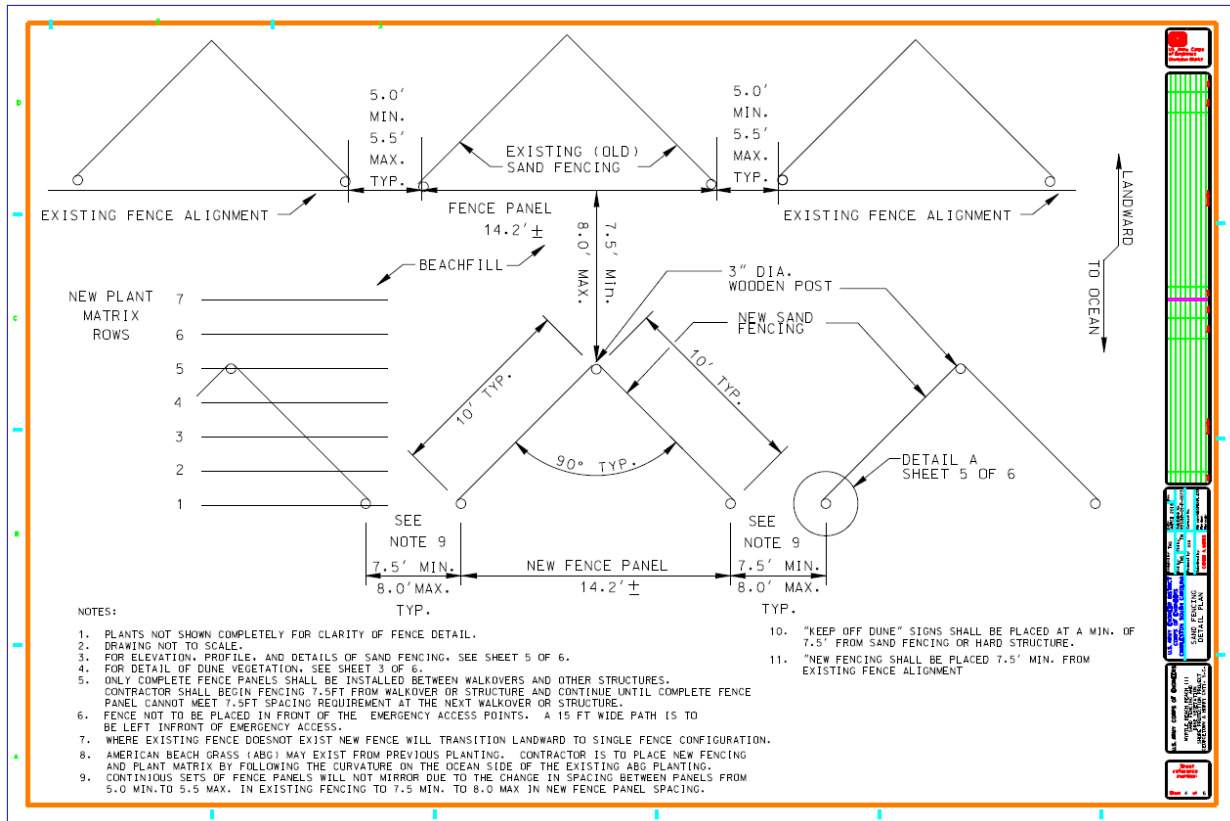 5.0' MIN.
5.5' MAX.
TYP.
5.0' MIN.
5.5' MAX.
TYP.
EXISTING (OLD)
SAND FENCING
EXISTING FENCE ALIGNMENT
FENCE PANEL
14.2'±
EXISTING FENCE ALIGNMENT
7.5' Min.
8.0' MAX.
LANDWARD
TO OCEAN
BEACHFILL
3" DIA.
WOODEN POST
NEW SAND
FENCING
NEW PLANT
MATRIX
ROWS
7
6
5
4
3
2
1
10' TYP.
10' TYP.
90° TYP.
DETAIL A
SHEET 5 OF 6
SEE
NOTE 9
7.5' MIN.
8.0'MAX.
TYP.
NEW FENCE PANEL
14.2'±
SEE
NOTE 9
7.5' MIN.
8.0' MAX.
TYP.
NOTES:
1. PLANTS NOT SHOWN COMPLETELY FOR CLARITY OF FENCE DETAIL.
2. DRAWING NOT TO SCALE.
3. FOR ELEVATION, PROFILE, AND DETAILS OF SAND FENCING, SEE SHEET 5 OF 6.
4. FOR DETAIL OF DUNE VEGETATION, SEE SHEET 3 OF 6.
5. ONLY COMPLETE FENCE PANELS SHALL BE INSTALLED BETWEEN WALKOVERS AND OTHER STRUCTURES.
CONTRACTOR SHALL BEGIN FENCING 7.5FT FROM WALKOVER OR STRUCTURE AND CONTINUE UNTIL COMPLETE FENCE
PANEL CANNOT MEET 7.5FT SPACING REQUIREMENT AT THE NEXT WALKOVER OR STRUCTURE.
6. FENCE NOT TO BE PLACED IN FRONT OF THE EMERGENCY ACCESS POINTS. A 15 FT WIDE PATH IS TO
BE LEFT INFRONT OF EMERGENCY ACCESS.
7. WHERE EXISTING FENCE DOESNOT EXIST NEW FENCE WILL TRANSITION LANDWARD TO SINGLE FENCE CONFIGURATION.
8. AMERICAN BEACH GRASS (ABG) MAY EXIST FROM PREVIOUS PLANTING. CONTRACTOR IS TO PLACE NEW FENCING
AND PLANT MATRIX BY FOLLOWING THE CURVATURE ON THE OCEAN SIDE OF THE EXISTING ABG PLANTING.
9. CONTINIOUS SETS OF FENCE PANELS WILL NOT MIRROR DUE TO THE CHANGE IN SPACING BETWEEN PANELS FROM
5.0 MIN.TO 5.5 MAX. IN EXISTING FENCING TO 7.5 MIN. TO 8.0 MAX IN NEW FENCE PANEL SPACING.
10. "KEEP OFF DUNE" SIGNS SHALL BE PLACED AT A MIN. OF
7.5' FROM SAND FENCING OR HARD STRUCTURE.
11. "NEW FENCING SHALL BE PLACED 7.5' MIN. FROM
EXISTING FENCE ALIGNMENT
SAND FENCING
DETAIL PLAN
U.S. ARMY CORPS OF ENGINEERS